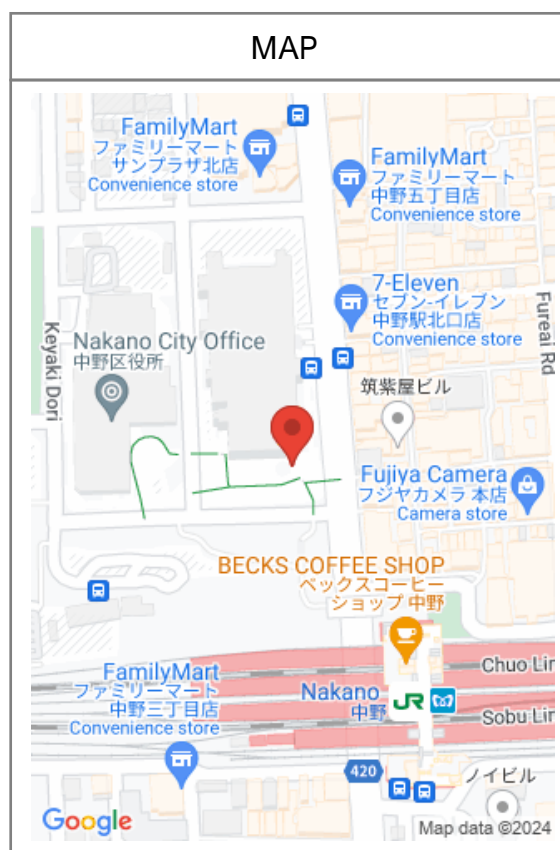 MAP
FamilyMart
ファミリーマート
サンプラザ北店
Convenience store
FamilyMart
ファミリーマート
中野五丁目店
Convenience store
7-Eleven
セブン-イレブン
中野駅北口店
Convenience store
Fureai Rd
Keyaki Dori
Nakano City Office
中野区役所
筑紫屋ビル
Fujiya Camera
フジヤカメラ 本店
Camera store
BECKS COFFEE SHOP
ベックスコーヒー
ショップ 中野
FamilyMart
ファミリーマート
中野三丁目店
Convenience store
Nakano
中野
JR
Chuo Lin
Sobu Lin
420
ノイビル
Google
Map data ©2024